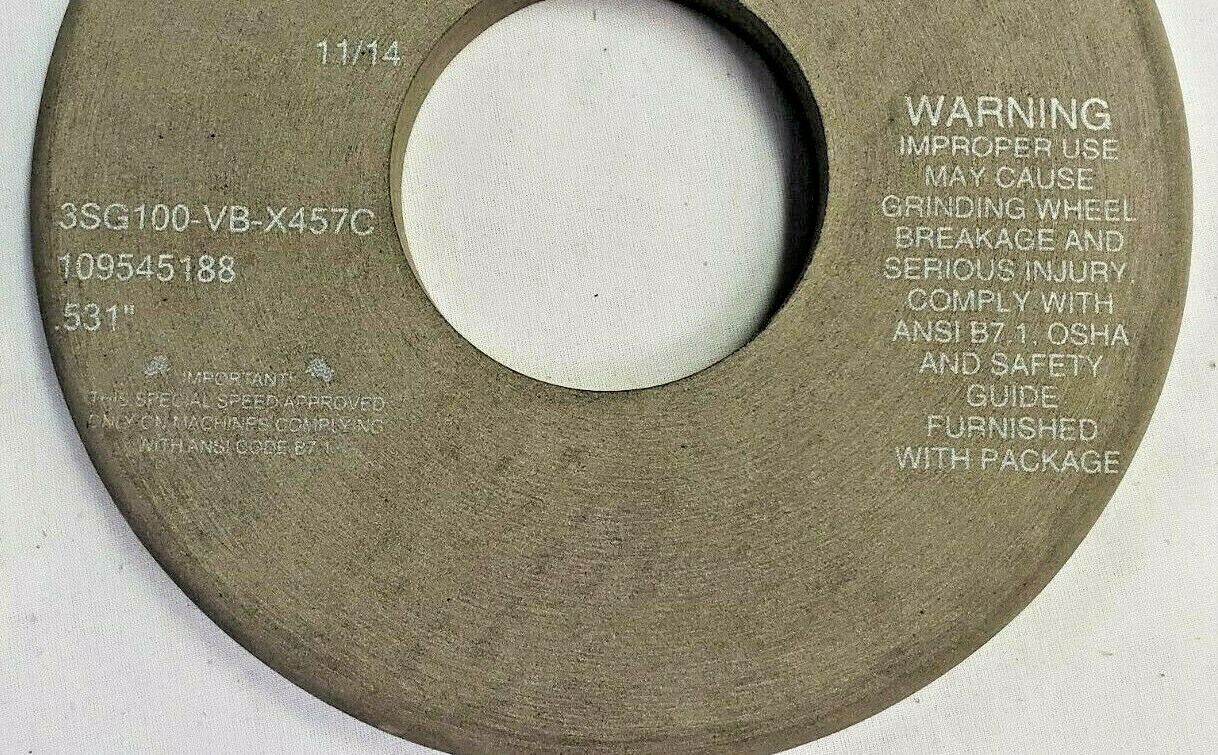 11/14
3SG100-VB-X457C
109545188
.531"
IMPORTANT!
THIS SPECIAL SPEED APPROVED
ONLY ON MACHINES COMPLYING
WITH ANSI CODE B7.1
WARNING
IMPROPER USE
MAY CAUSE
GRINDING WHEEL
BREAKAGE AND
SERIOUS INJURY.
COMPLY WITH
ANSI B7.1, OSHA
AND SAFETY
GUIDE
FURNISHED
WITH PACKAGE